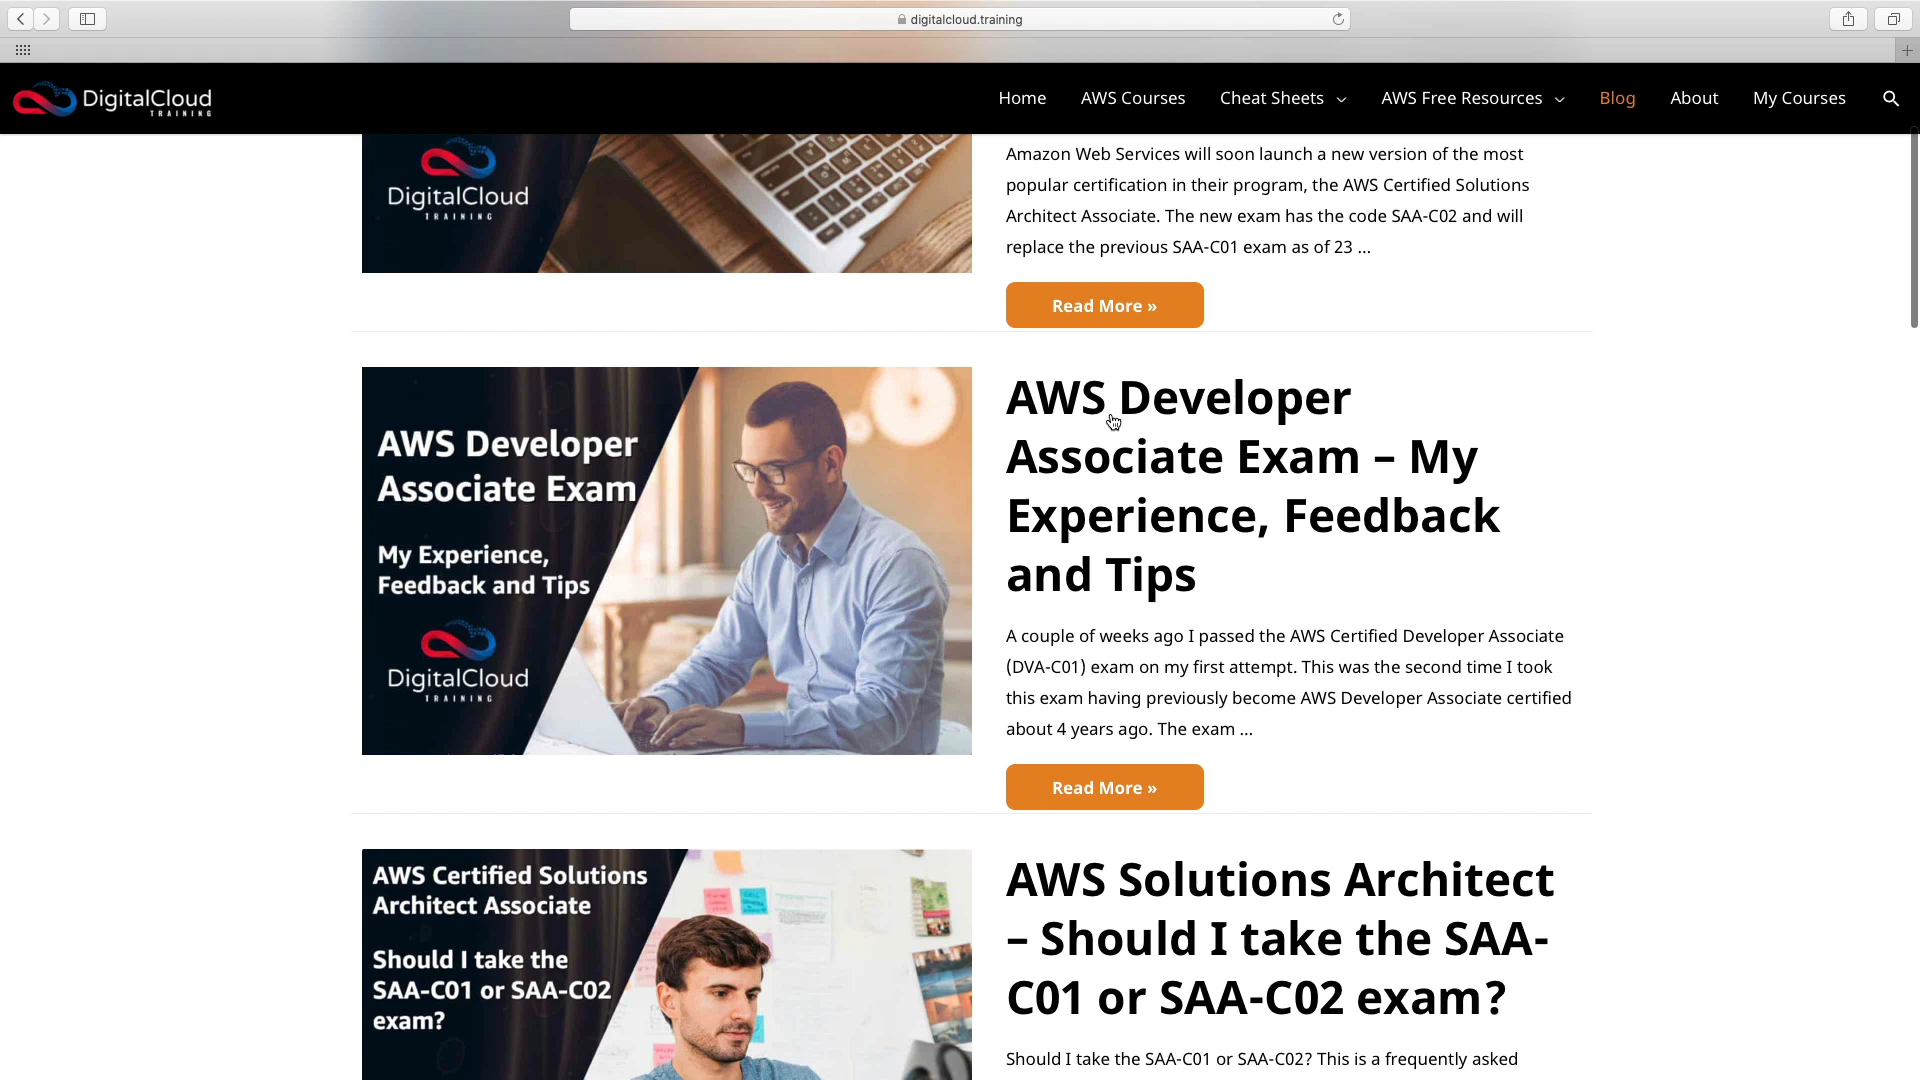 digitalcloud.training
DigitalCloud
TRAINING
Home
AWS Courses
Cheat Sheets
AWS Free Resources
Blog
About
My Courses
DigitalCloud
TRAINING
Amazon Web Services will soon launch a new version of the most
popular certification in their program, the AWS Certified Solutions
Architect Associate. The new exam has the code SAA-C02 and will
replace the previous SAA-C01 exam as of 23 ...
Read More »
AWS Developer
Associate Exam
My Experience,
Feedback and Tips
DigitalCloud
TRAINING
AWS Developer
Associate Exam – My
Experience, Feedback
and Tips
A couple of weeks ago I passed the AWS Certified Developer Associate
(DVA-C01) exam on my first attempt. This was the second time I took
this exam having previously become AWS Developer Associate certified
about 4 years ago. The exam ...
Read More »
AWS Certified Solutions
Architect Associate
Should I take the
SAA-C01 or SAA-C02
exam?
AWS Solutions Architect
– Should I take the SAA-
C01 or SAA-C02 exam?
Should I take the SAA-C01 or SAA-C02? This is a frequently asked